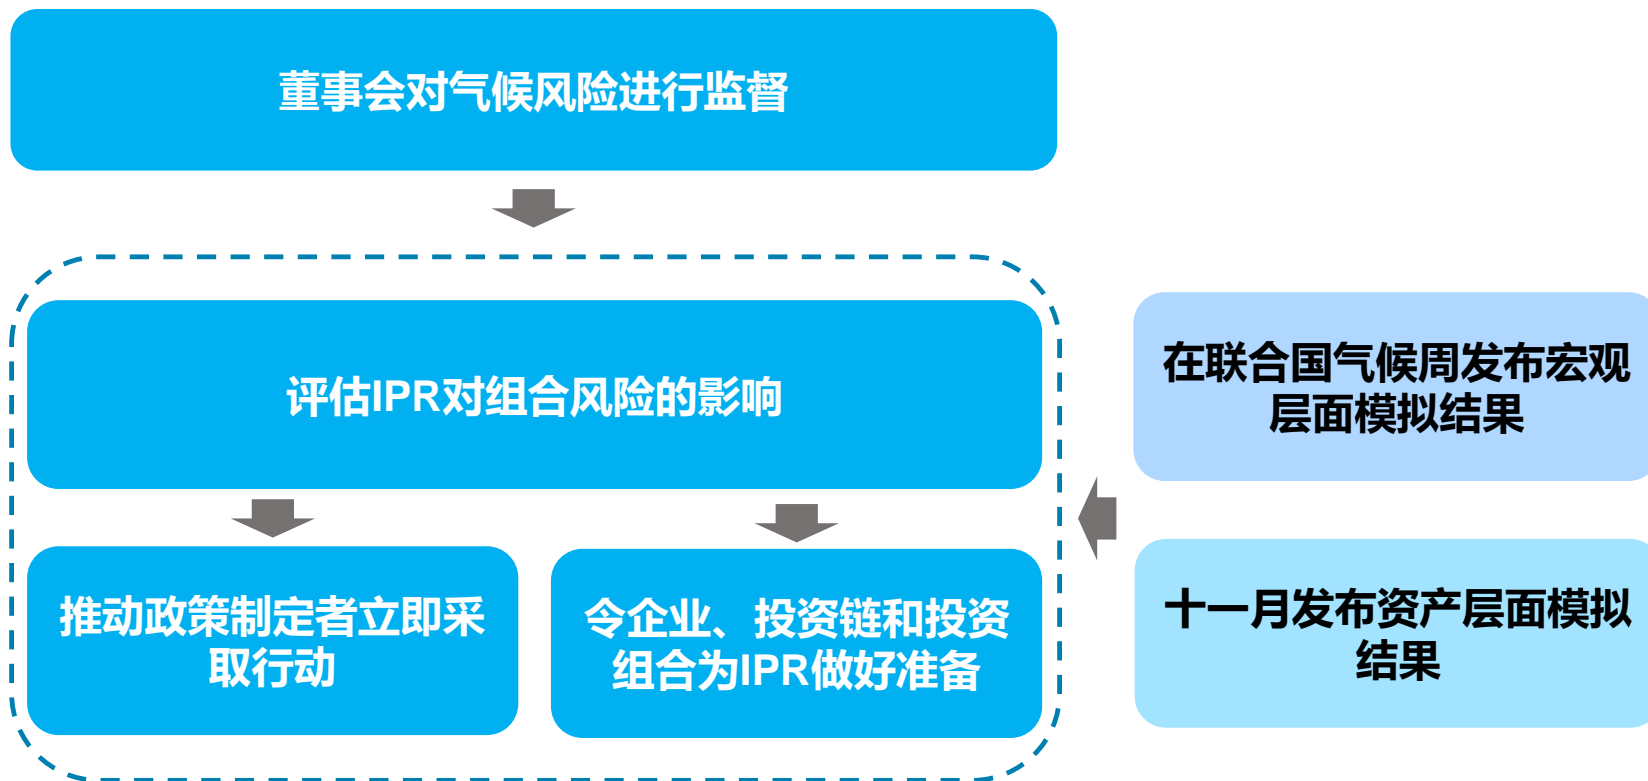 董事会对气候风险进行监督
评估IPR对组合风险的影响
推动政策制定者立即采
取行动
令企业、投资链和投资
组合为IPR做好准备
在联合国气候周发布宏观
层面模拟结果
十一月发布资产层面模拟
结果